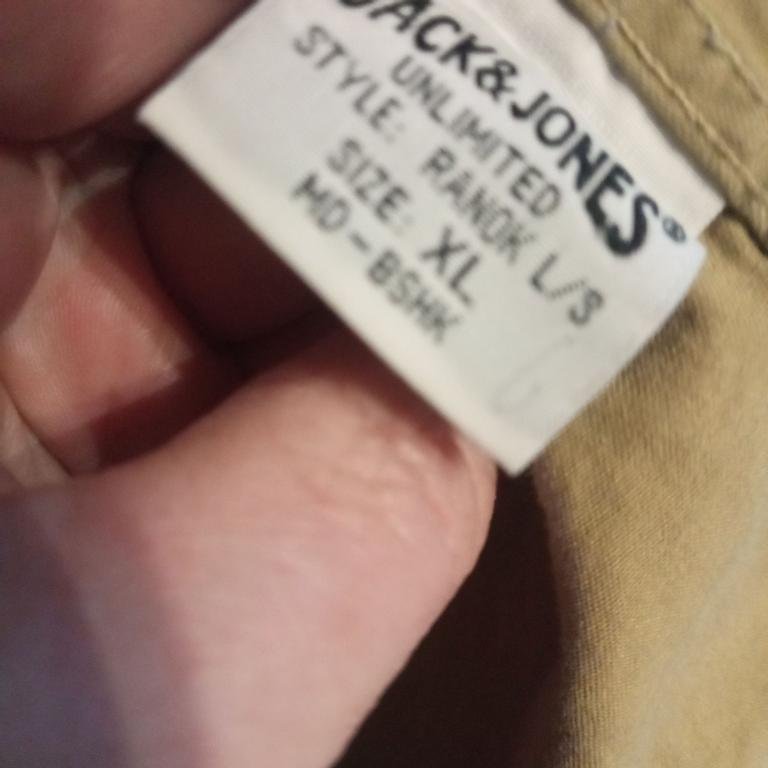 JACK&JONES®
UNLIMITED
STYLE: RANOK L/S
SIZE: XL
MD-BSHK